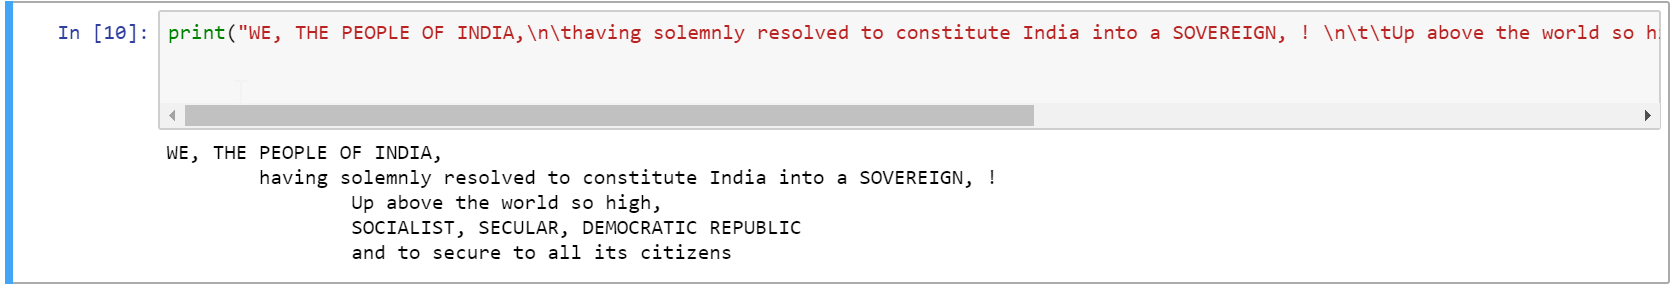 In [10]: print("WE, THE PEOPLE OF INDIA,\n\thaving solemnly resolved to constitute India into a SOVEREIGN, ! \n\t\tUp above the world so h
WE, THE PEOPLE OF INDIA,
having solemnly resolved to constitute India into a SOVEREIGN, !
Up above the world so high,
SOCIALIST, SECULAR, DEMOCRATIC REPUBLIC
and to secure to all its citizens